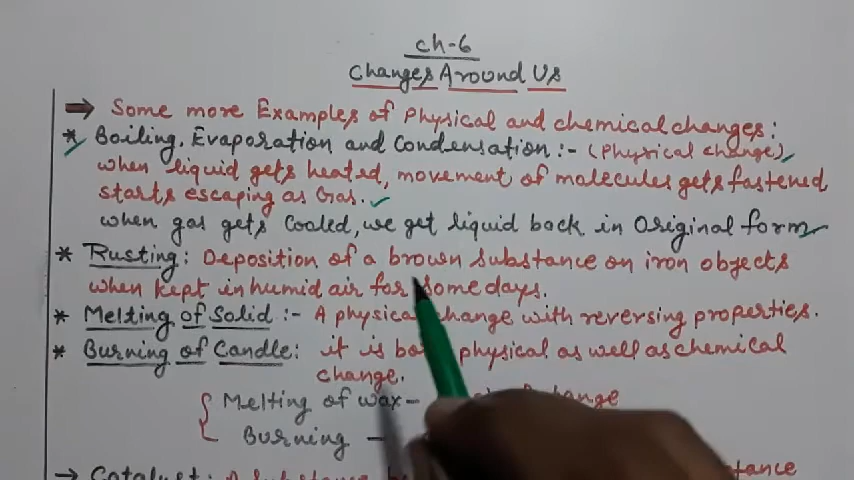 Ch-6
Changes Around Us
⇒ Some more Examples of Physical and chemical changes:
* Boiling, Evaporation and Condensation :- (Physical change)
when liquid gets heated, movement of molecules gets fastened
starts escaping as Gas.
when gas gets cooled, we get liquid back in Original form
* Rusting: Deposition of a brown substance on iron objects
when kept in humid air for some days.
* Melting of Solid :- A physical change with reversing properties.
* Burning of Candle: it is both physical as well as chemical
change.
Melting of wax - change
Burning -
→ Catalyst: A substance